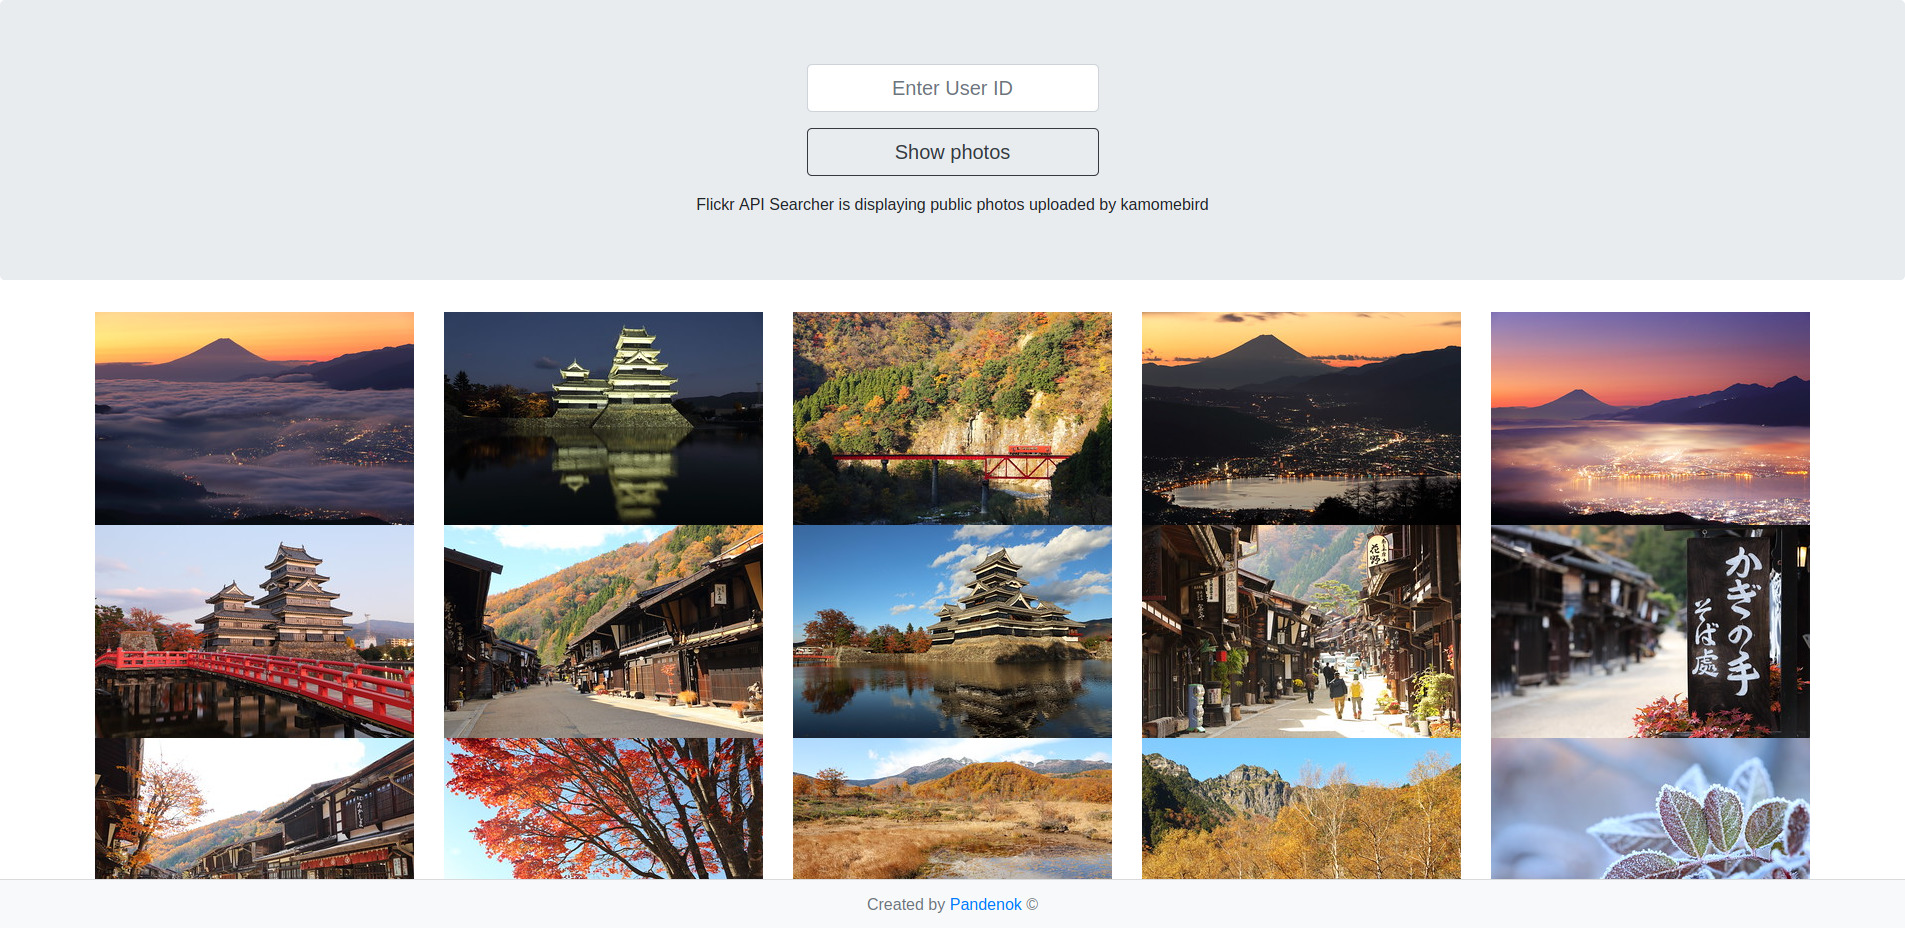 Enter User ID
Show photos
Flickr API Searcher is displaying public photos uploaded by kamomebird
かぎの手
そば處
Created by Pandenok ©